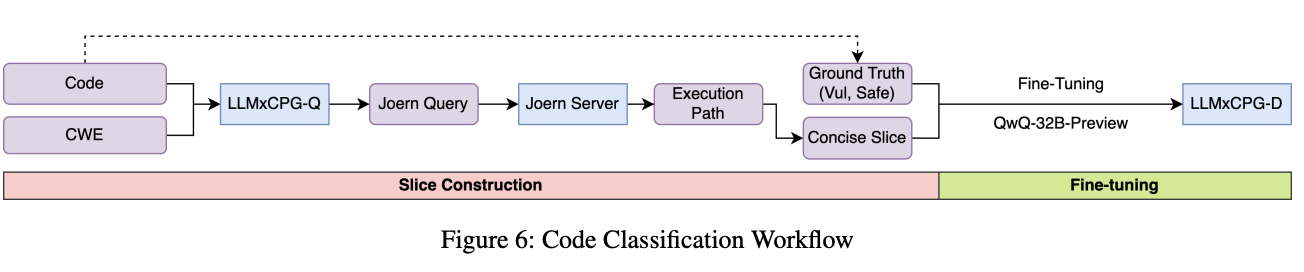 Code
CWE
LLMxCPG-Q
Joern Query
Joern Server
Execution
Path
Ground Truth
(Vul, Safe)
Concise Slice
Fine-Tuning
QwQ-32B-Preview
LLMxCPG-D
Slice Construction
Fine-tuning
Figure 6: Code Classification Workflow